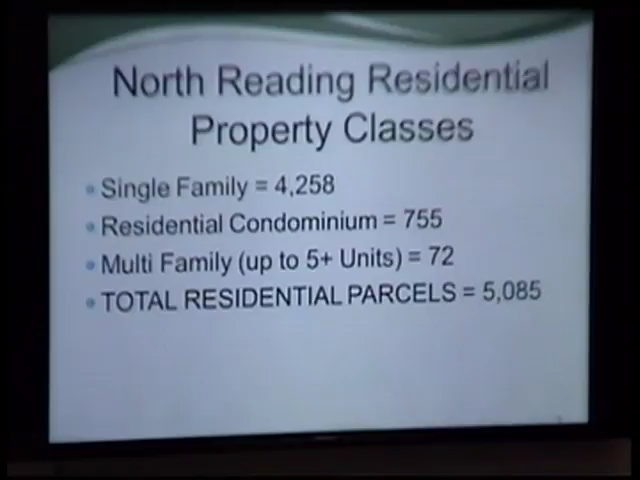 North Reading Residential
Property Classes
• Single Family = 4,258
• Residential Condominium = 755
• Multi Family (up to 5+ Units) = 72
• TOTAL RESIDENTIAL PARCELS = 5,085